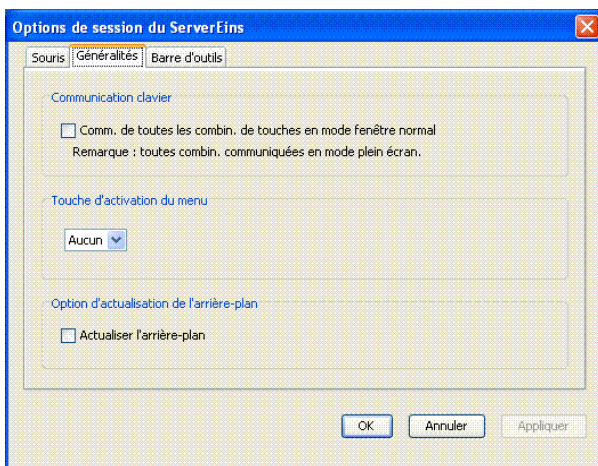 Options de session du ServerEins
Souris Généralités Barre d'outils
Communication clavier
Comm. de toutes les combin. de touches en mode fenêtre normal
Remarque : toutes combin. communiquées en mode plein écran.
Touche d'activation du menu
Aucun
Option d'actualisation de l'arrière-plan
Actualiser l'arrière-plan
OK Annuler Appliquer